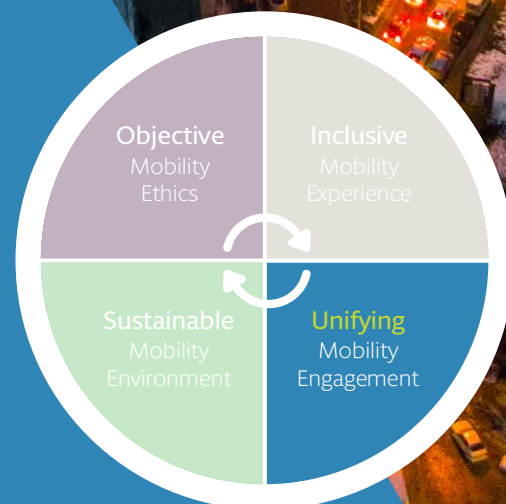 Objective
Mobility
Ethics
Inclusive
Mobility
Experience
Sustainable
Mobility
Environment
Unifying
Mobility
Engagement